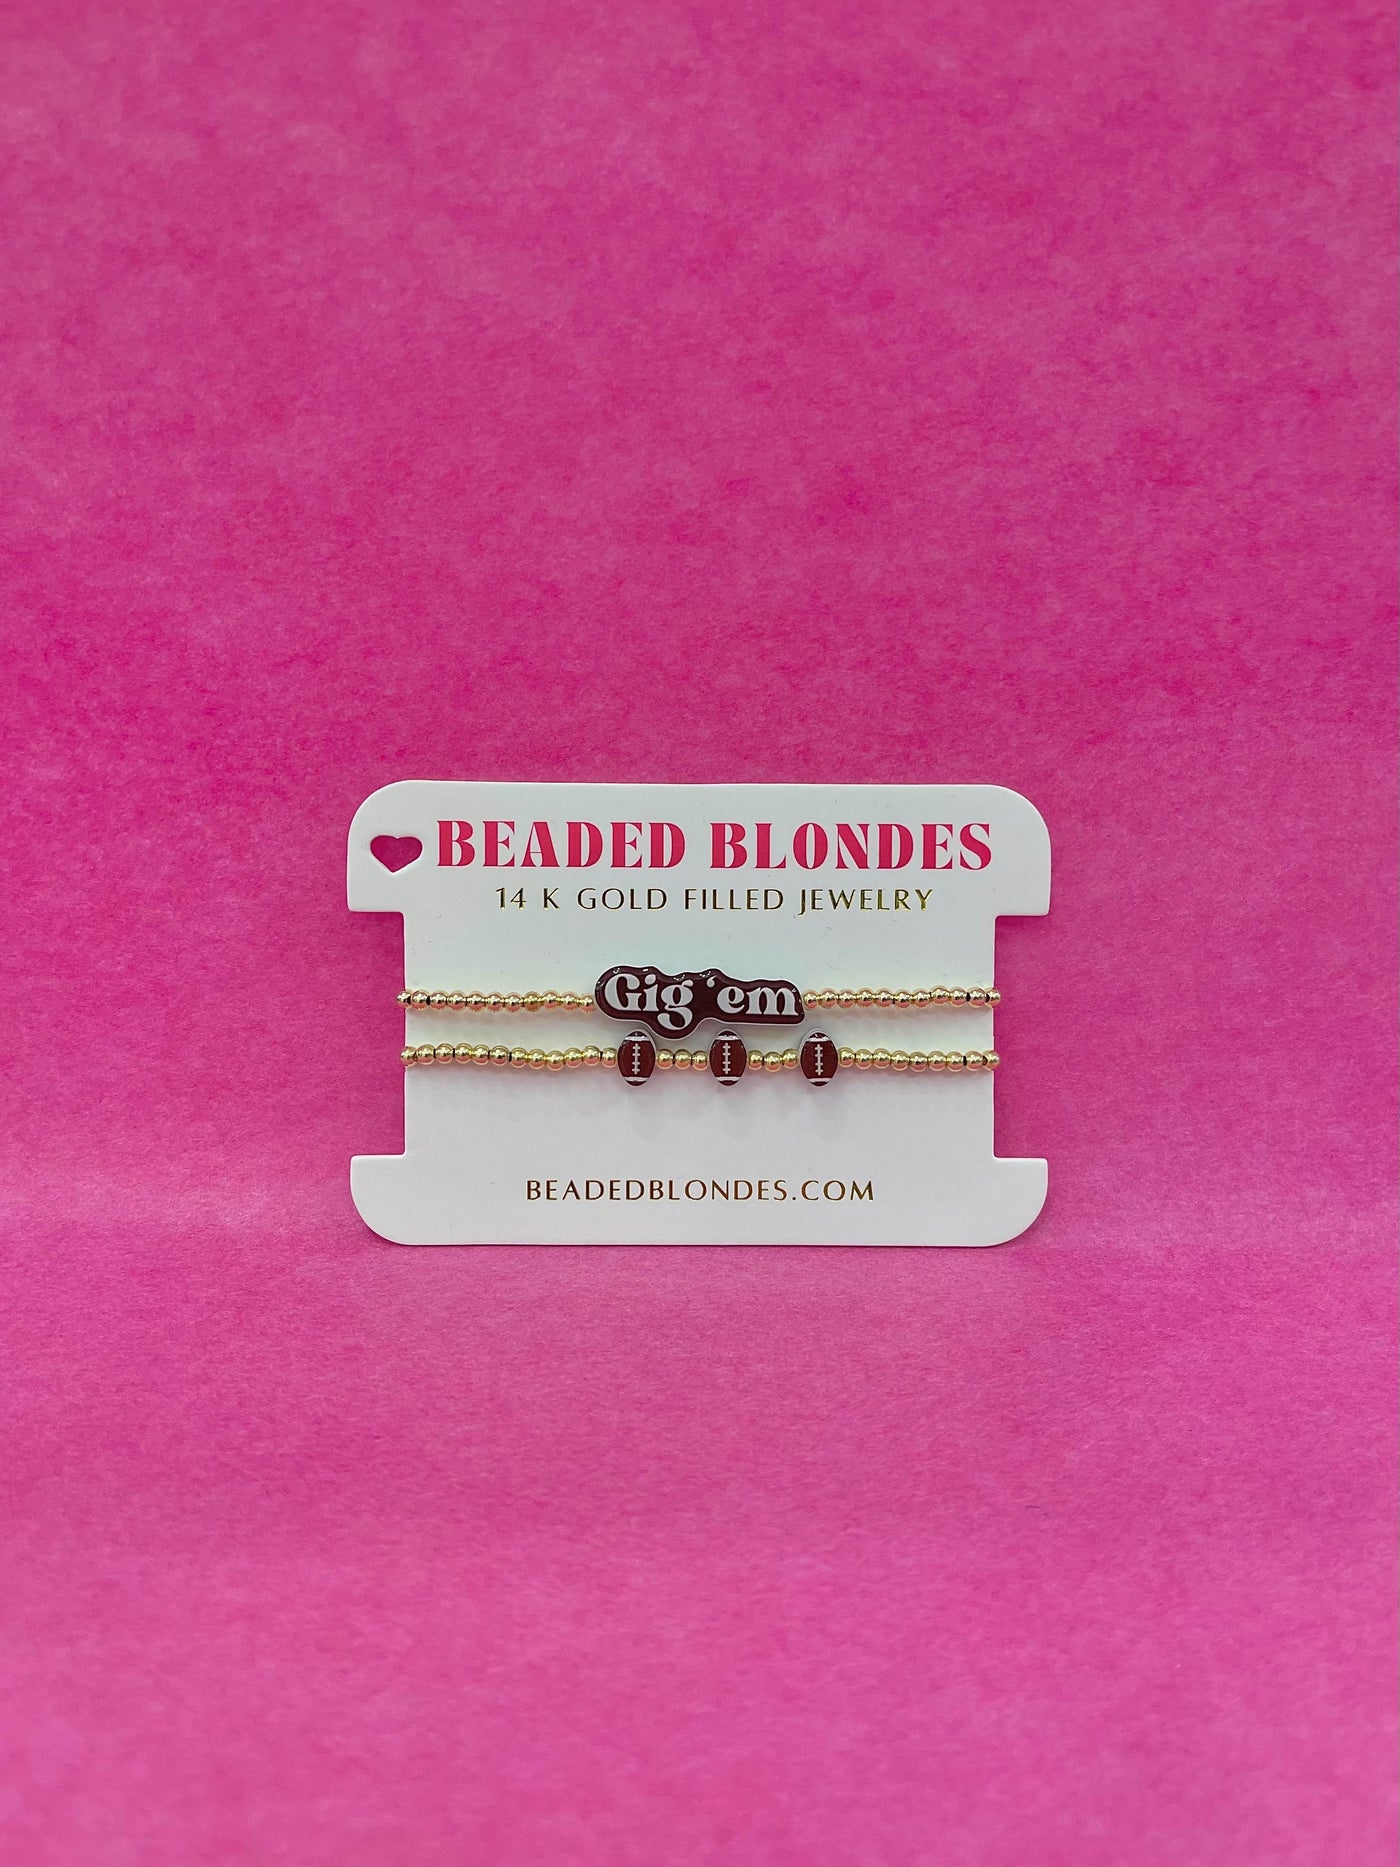 BEADED BLONDES
14 K GOLD FILLED JEWELRY
Gig 'em
BEADEDBLONDES.COM